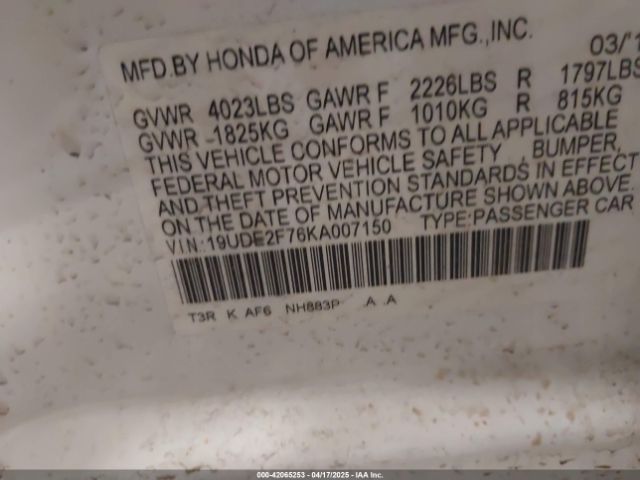 MFD.BY HONDA OF AMERICA MFG.,INC. 03/1
GVWR 4023LBS GAWR F 2226LBS R 1797LBS
GVWR 1825KG GAWR F 1010KG R 815KG
THIS VEHICLE CONFORMS TO ALL APPLICABLE
FEDERAL MOTOR VEHICLE SAFETY , BUMPER,
AND THEFT PREVENTION STANDARDS IN EFFECT
ON THE DATE OF MANUFACTURE SHOWN ABOVE.
VIN:19UDE2F76KA007150 TYPE:PASSENGER CAR
T3R K AF6 NH883P .A .A
000-42065253 - 04/17/2025 - IAA Inc.